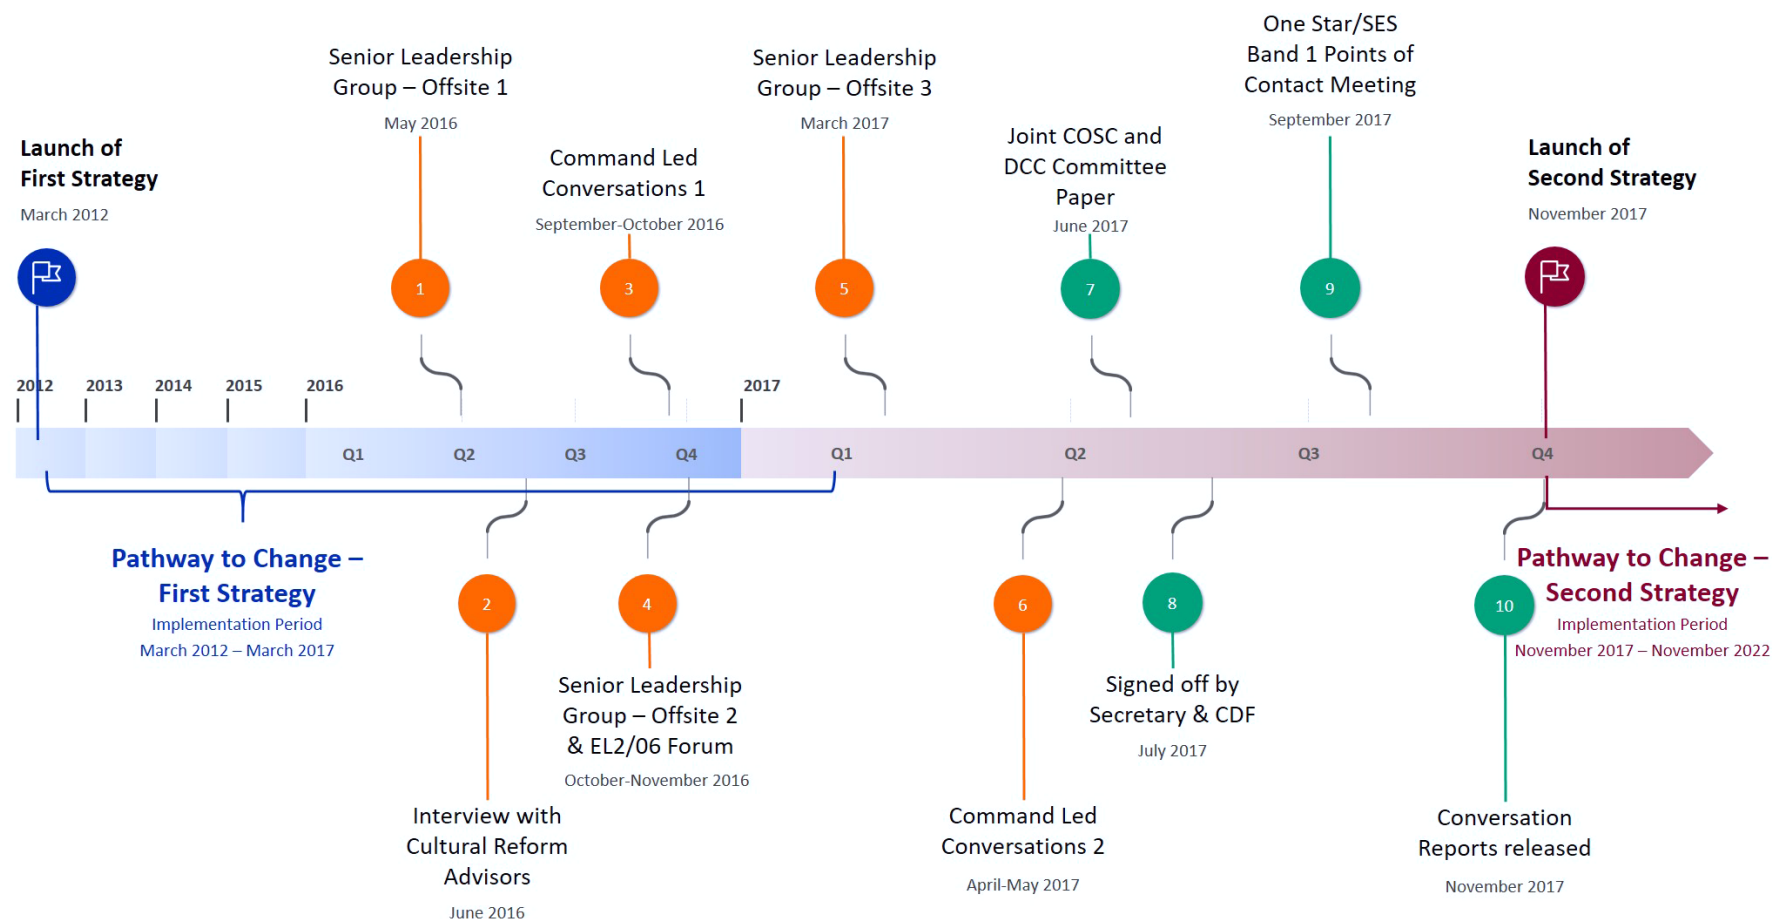 Launch of
First Strategy
March 2012
Senior Leadership
Group – Offsite 1
May 2016
Command Led
Conversations 1
September-October 2016
Senior Leadership
Group – Offsite 3
March 2017
Joint COSC and
DCC Committee
Paper
June 2017
One Star/SES
Band 1 Points of
Contact Meeting
September 2017
Launch of
Second Strategy
November 2017
1
3
5
7
9
2012 2013 2014 2015 2016 2017
Q1 Q2 Q3 Q4 Q1 Q2 Q3 Q4
Pathway to Change –
First Strategy
Implementation Period
March 2012 – March 2017
2
4
6
8
10
Pathway to Change –
Second Strategy
Implementation Period
November 2017 – November 2022
Interview with
Cultural Reform
Advisors
June 2016
Senior Leadership
Group – Offsite 2
& EL2/06 Forum
October-November 2016
Command Led
Conversations 2
April-May 2017
Signed off by
Secretary & CDF
July 2017
Conversation
Reports released
November 2017